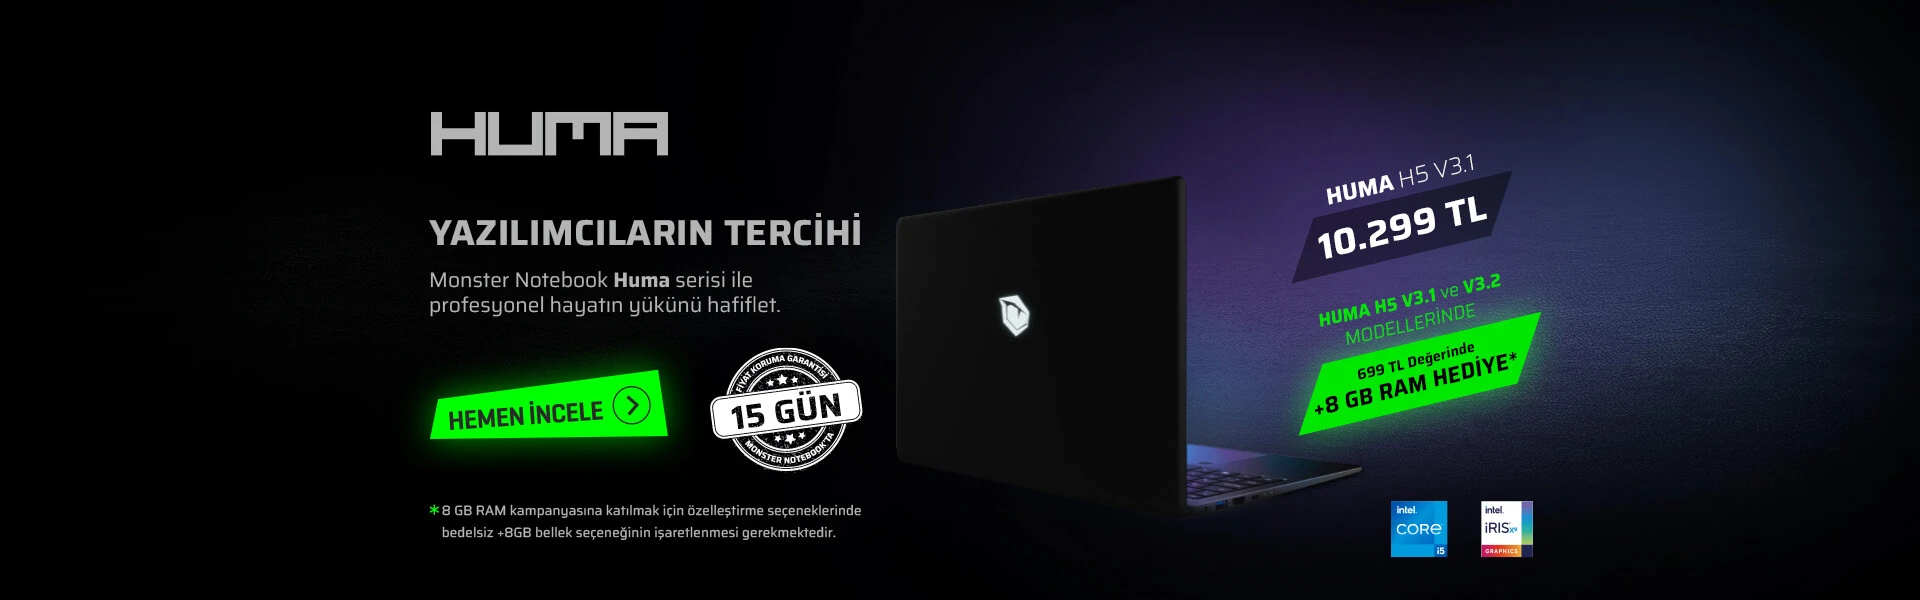 HUMA
YAZILIMCILARIN TERCİHİ
Monster Notebook Huma serisi ile
profesyonel hayatın yükünü hafiflet.
HEMEN İNCELE
FİYAT KORUMA GARANTİSİ
15 GÜN
MONSTER NOTEBOOK'TA
*8 GB RAM kampanyasına katılmak için özelleştirme seçeneklerinde
bedelsiz +8GB bellek seçeneğinin işaretlenmesi gerekmektedir.
HUMA H5 V3.1
10.299 TL
HUMA H5 V3.1 ve V3.2
MODELLERİNDE
699 TL Değerinde
+8 GB RAM HEDİYE*
intel.
CORE
i5
intel.
iRIS Xe
GRAPHICS